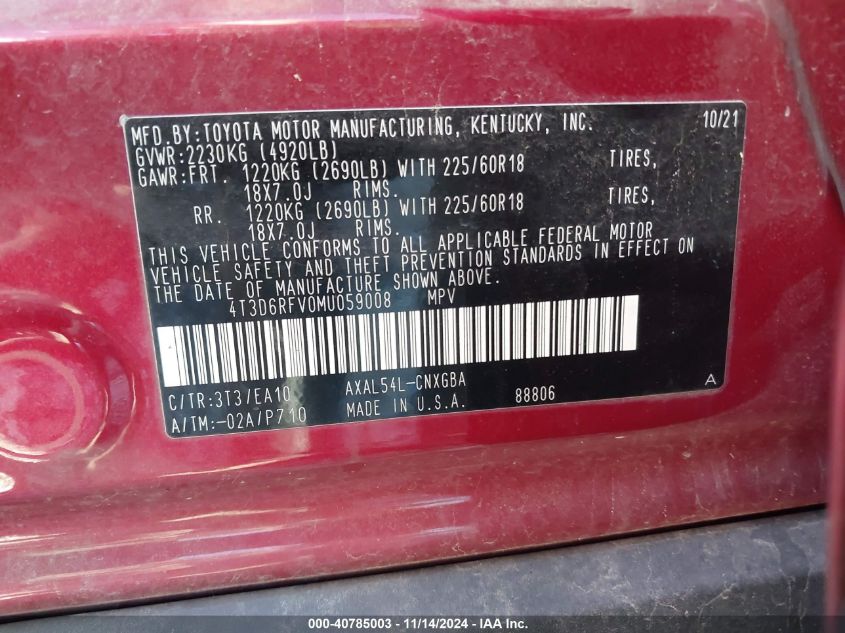 MFD.BY:TOYOTA MOTOR MANUFACTURING, KENTUCKY, INC. 10/21
GVWR:2230KG (4920LB)
GAWR:FRT. 1220KG (2690LB) WITH 225/60R18 TIRES,
18X7.0J RIMS.
RR. 1220KG (2690LB) WITH 225/60R18 TIRES,
18X7.0J RIMS.
THIS VEHICLE CONFORMS TO ALL APPLICABLE FEDERAL MOTOR
VEHICLE SAFETY AND THEFT PREVENTION STANDARDS IN EFFECT ON
THE DATE OF MANUFACTURE SHOWN ABOVE.
4T3D6RFV0MU059008 MPV
C/TR:3T3/EA10 AXAL54L-CNXGBA A
A/TM:-02A/P710 MADE IN U.S.A. 88806
000-40785003 - 11/14/2024 - IAA Inc.